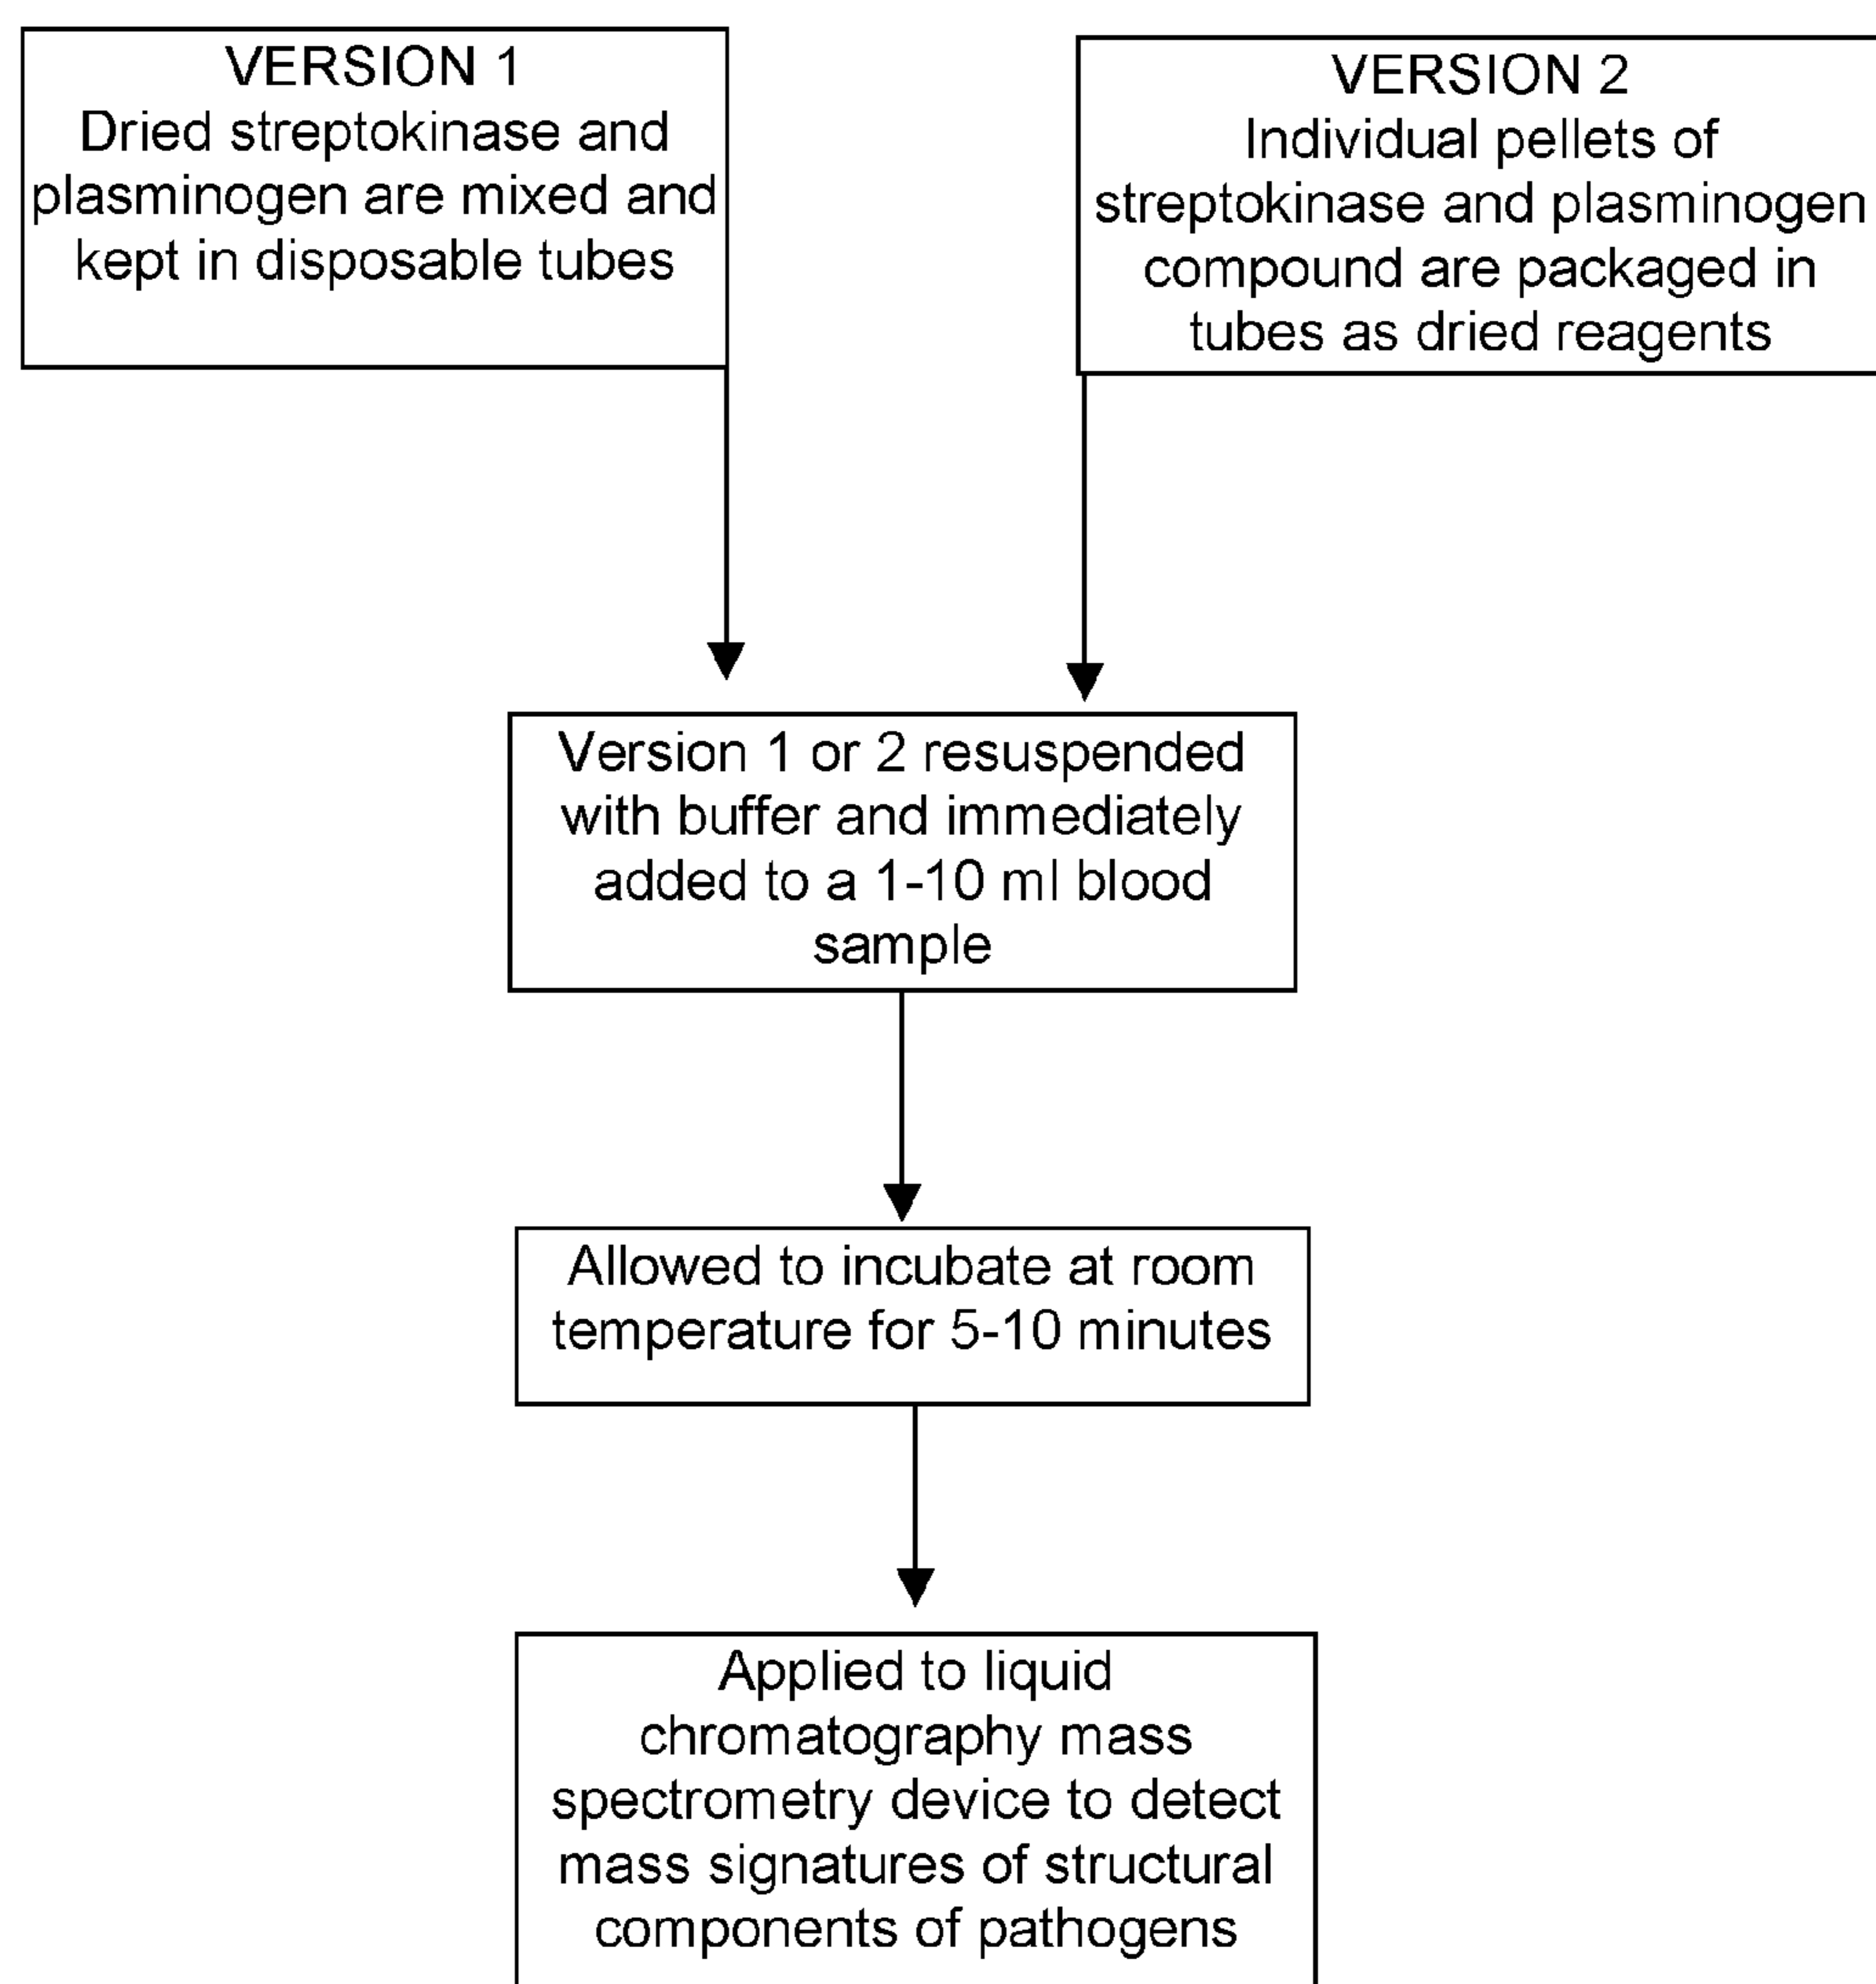 VERSION 1
Dried streptokinase and
plasminogen are mixed and
kept in disposable tubes
VERSION 2
Individual pellets of
streptokinase and plasminogen
compound are packaged in
tubes as dried reagents
Version 1 or 2 resuspended
with buffer and immediately
added to a 1-10 ml blood
sample
Allowed to incubate at room
temperature for 5-10 minutes
Applied to liquid
chromatography mass
spectrometry device to detect
mass signatures of structural
components of pathogens